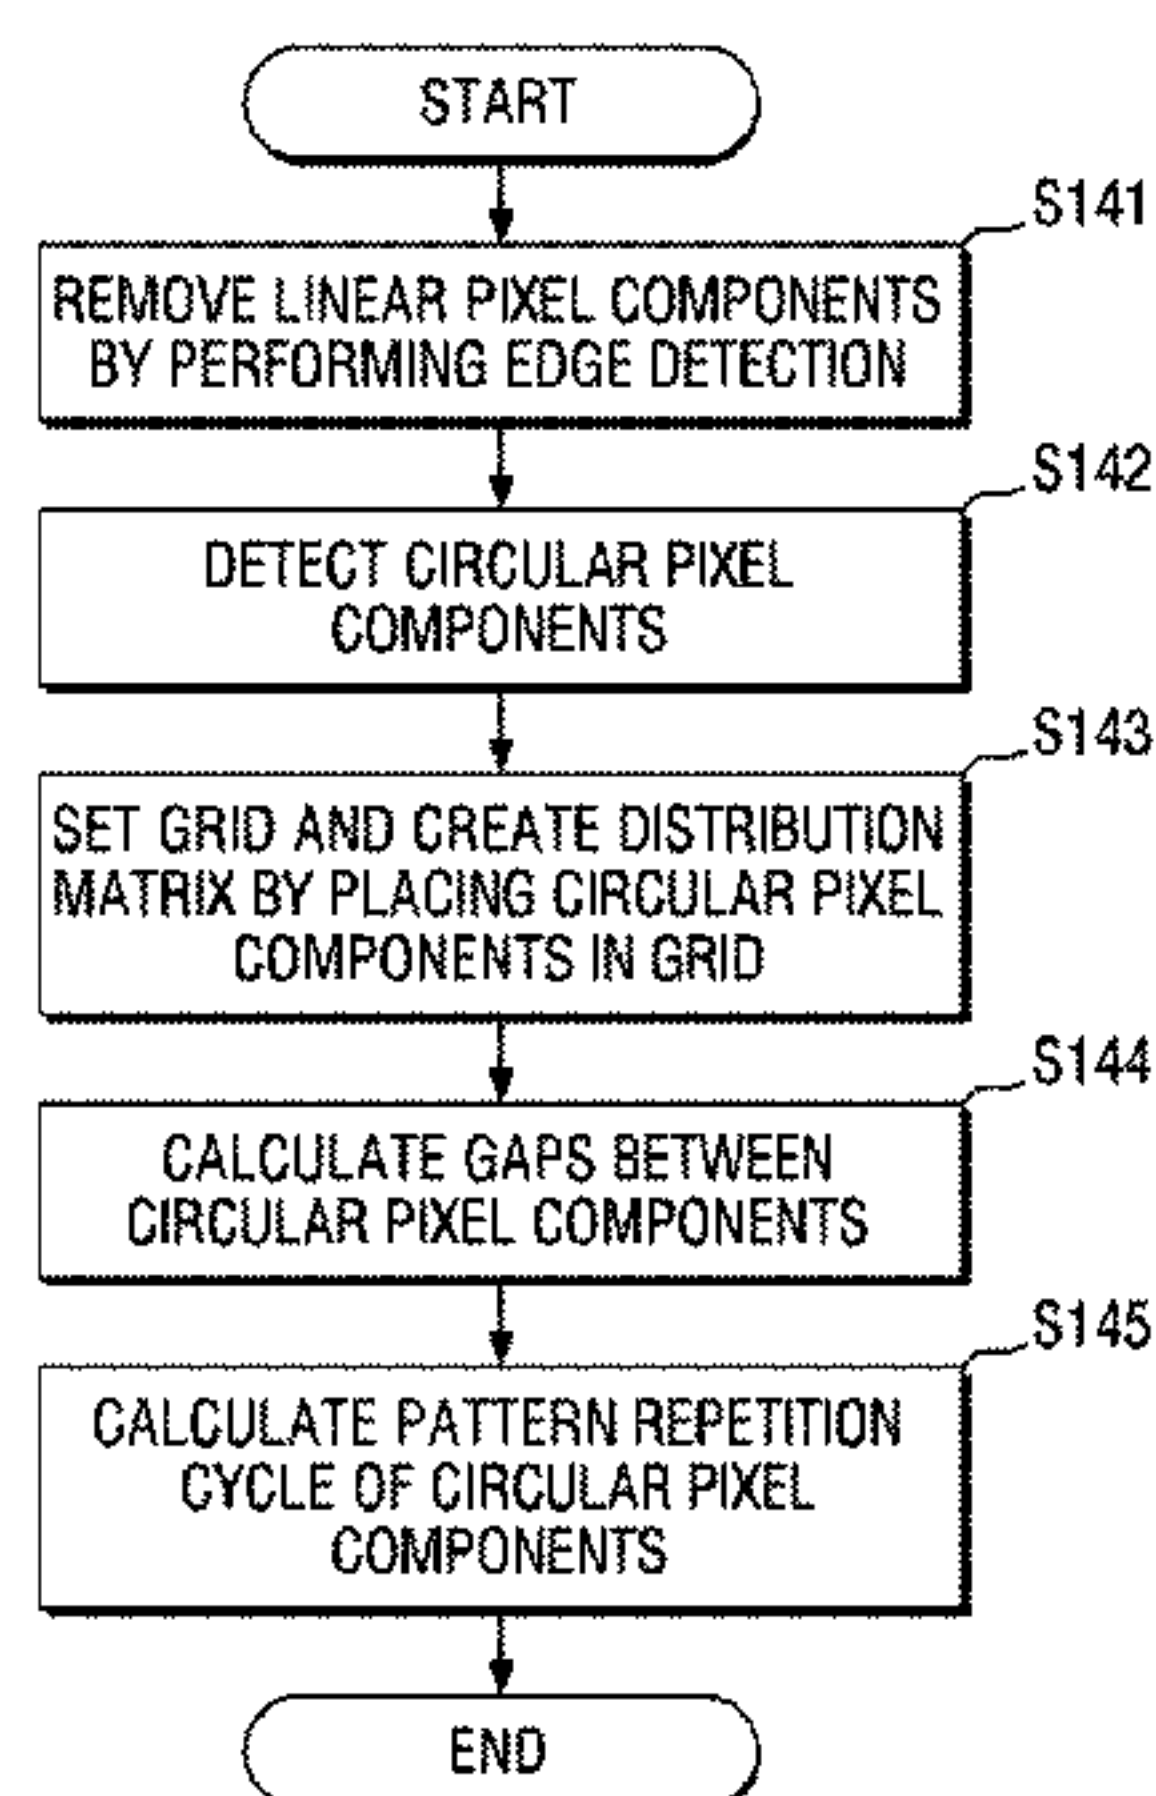 START
S141
REMOVE LINEAR PIXEL COMPONENTS
BY PERFORMING EDGE DETECTION
S142
DETECT CIRCULAR PIXEL
COMPONENTS
S143
SET GRID AND CREATE DISTRIBUTION
MATRIX BY PLACING CIRCULAR PIXEL
COMPONENTS IN GRID
S144
CALCULATE GAPS BETWEEN
CIRCULAR PIXEL COMPONENTS
S145
CALCULATE PATTERN REPETITION
CYCLE OF CIRCULAR PIXEL
COMPONENTS
END